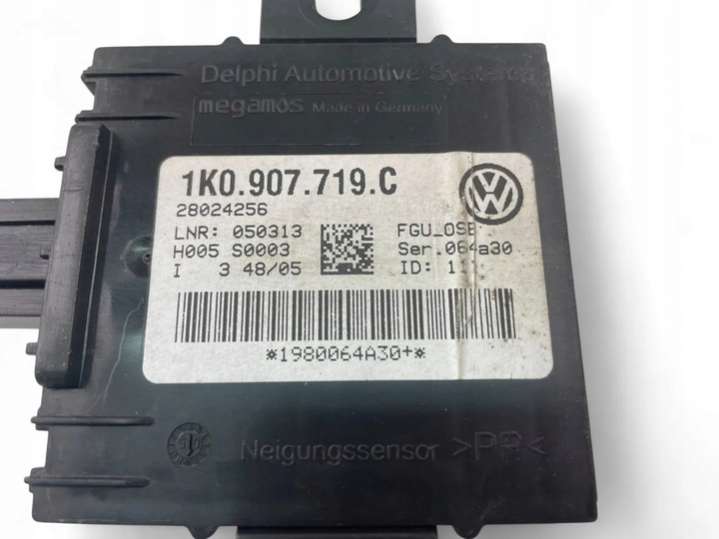 Delphi Automotive Systems
megamos Made in Germany
1K0.907.719.C
28024256
LNR: 050313 FGU_OSB
H005 S0003 Ser.064a30
I 3 48/05 ID:
*1980064A30+*
Neigungssensor